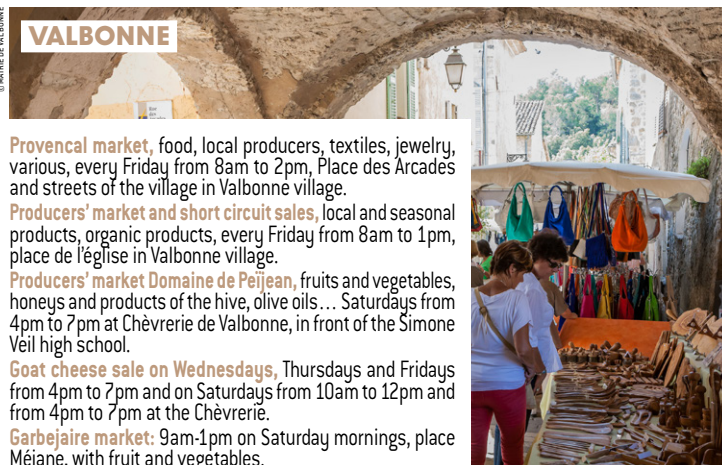 © MAIRIE DE VALBONNE
VALBONNE
Provencal market, food, local producers, textiles, jewelry,
various, every Friday from 8am to 2pm, Place des Arcades
and streets of the village in Valbonne village.
Producers’ market and short circuit sales, local and seasonal
products, organic products, every Friday from 8am to 1pm,
place de l’église in Valbonne village.
Producers’ market Domaine de Peïjean, fruits and vegetables,
honeys and products of the hive, olive oils… Saturdays from
4pm to 7pm at Chèvrerie de Valbonne, in front of the Simone
Veil high school.
Goat cheese sale on Wednesdays, Thursdays and Fridays
from 4pm to 7pm and on Saturdays from 10am to 12pm and
from 4pm to 7pm at the Chèvrerie.
Garbejaire market: 9am-1pm on Saturday mornings, place
Méjane, with fruit and vegetables.